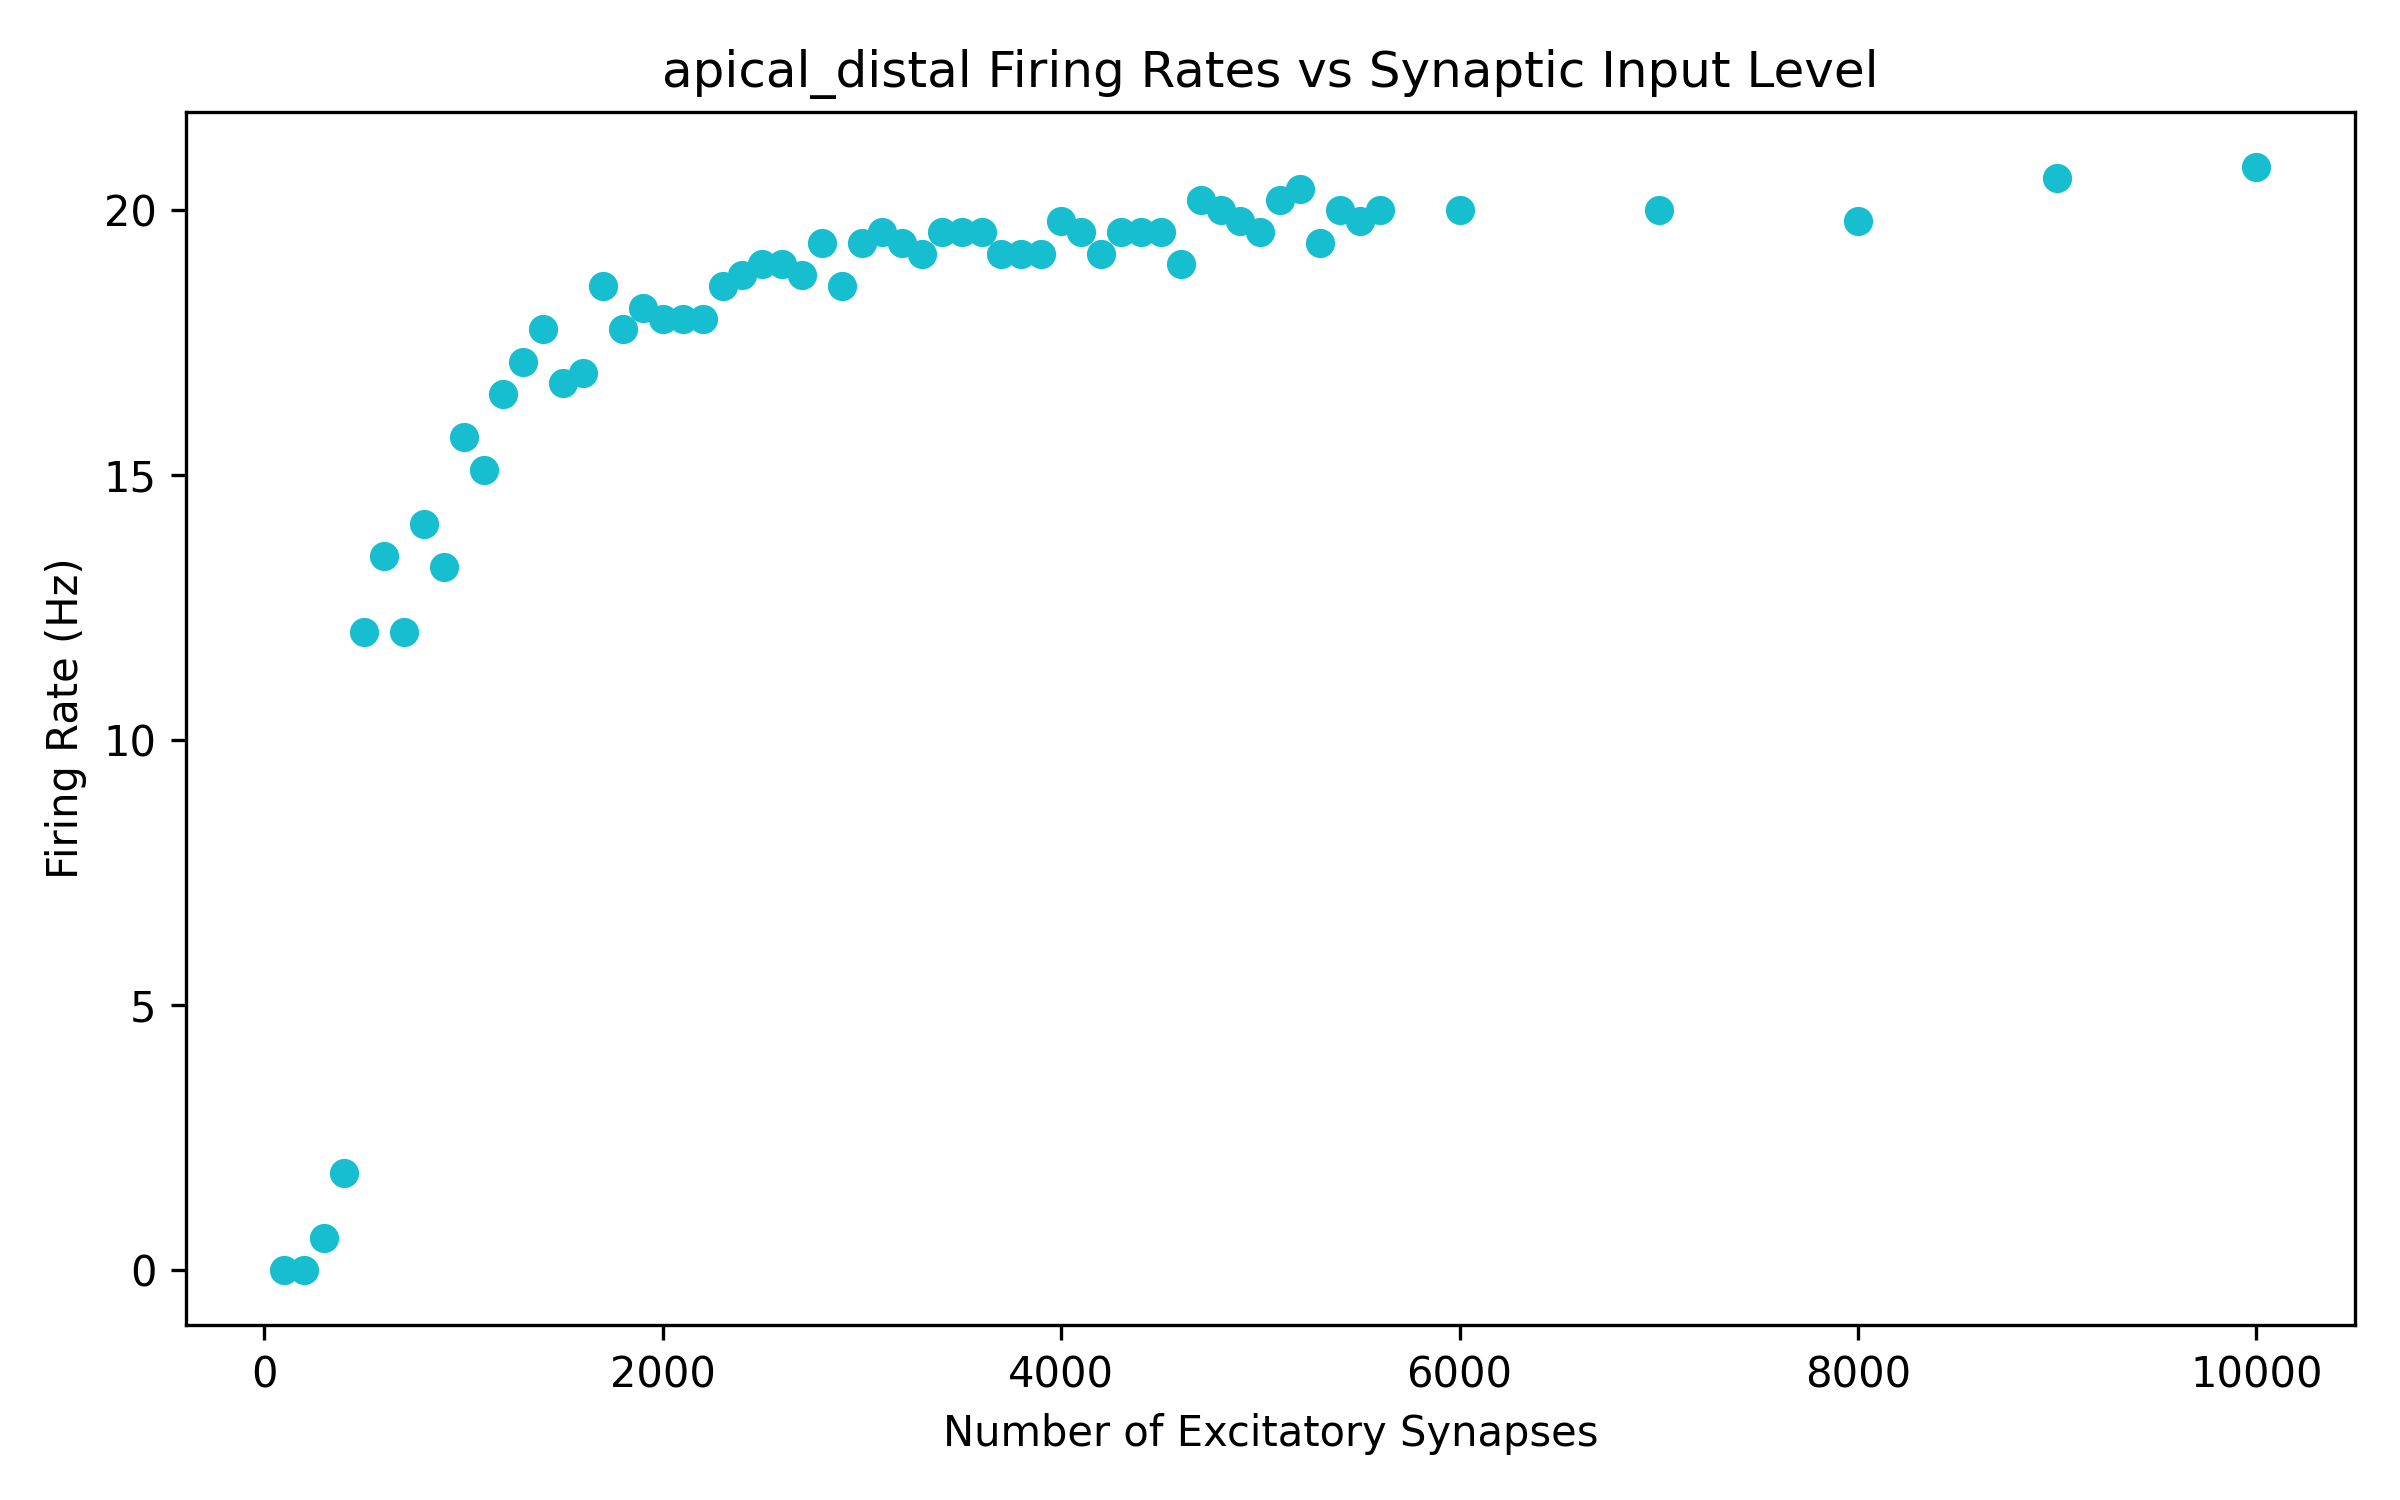 apical_distal Firing Rates vs Synaptic Input Level
20
15
10
5
0
Firing Rate (Hz)
0 2000 4000 6000 8000 10000
Number of Excitatory Synapses